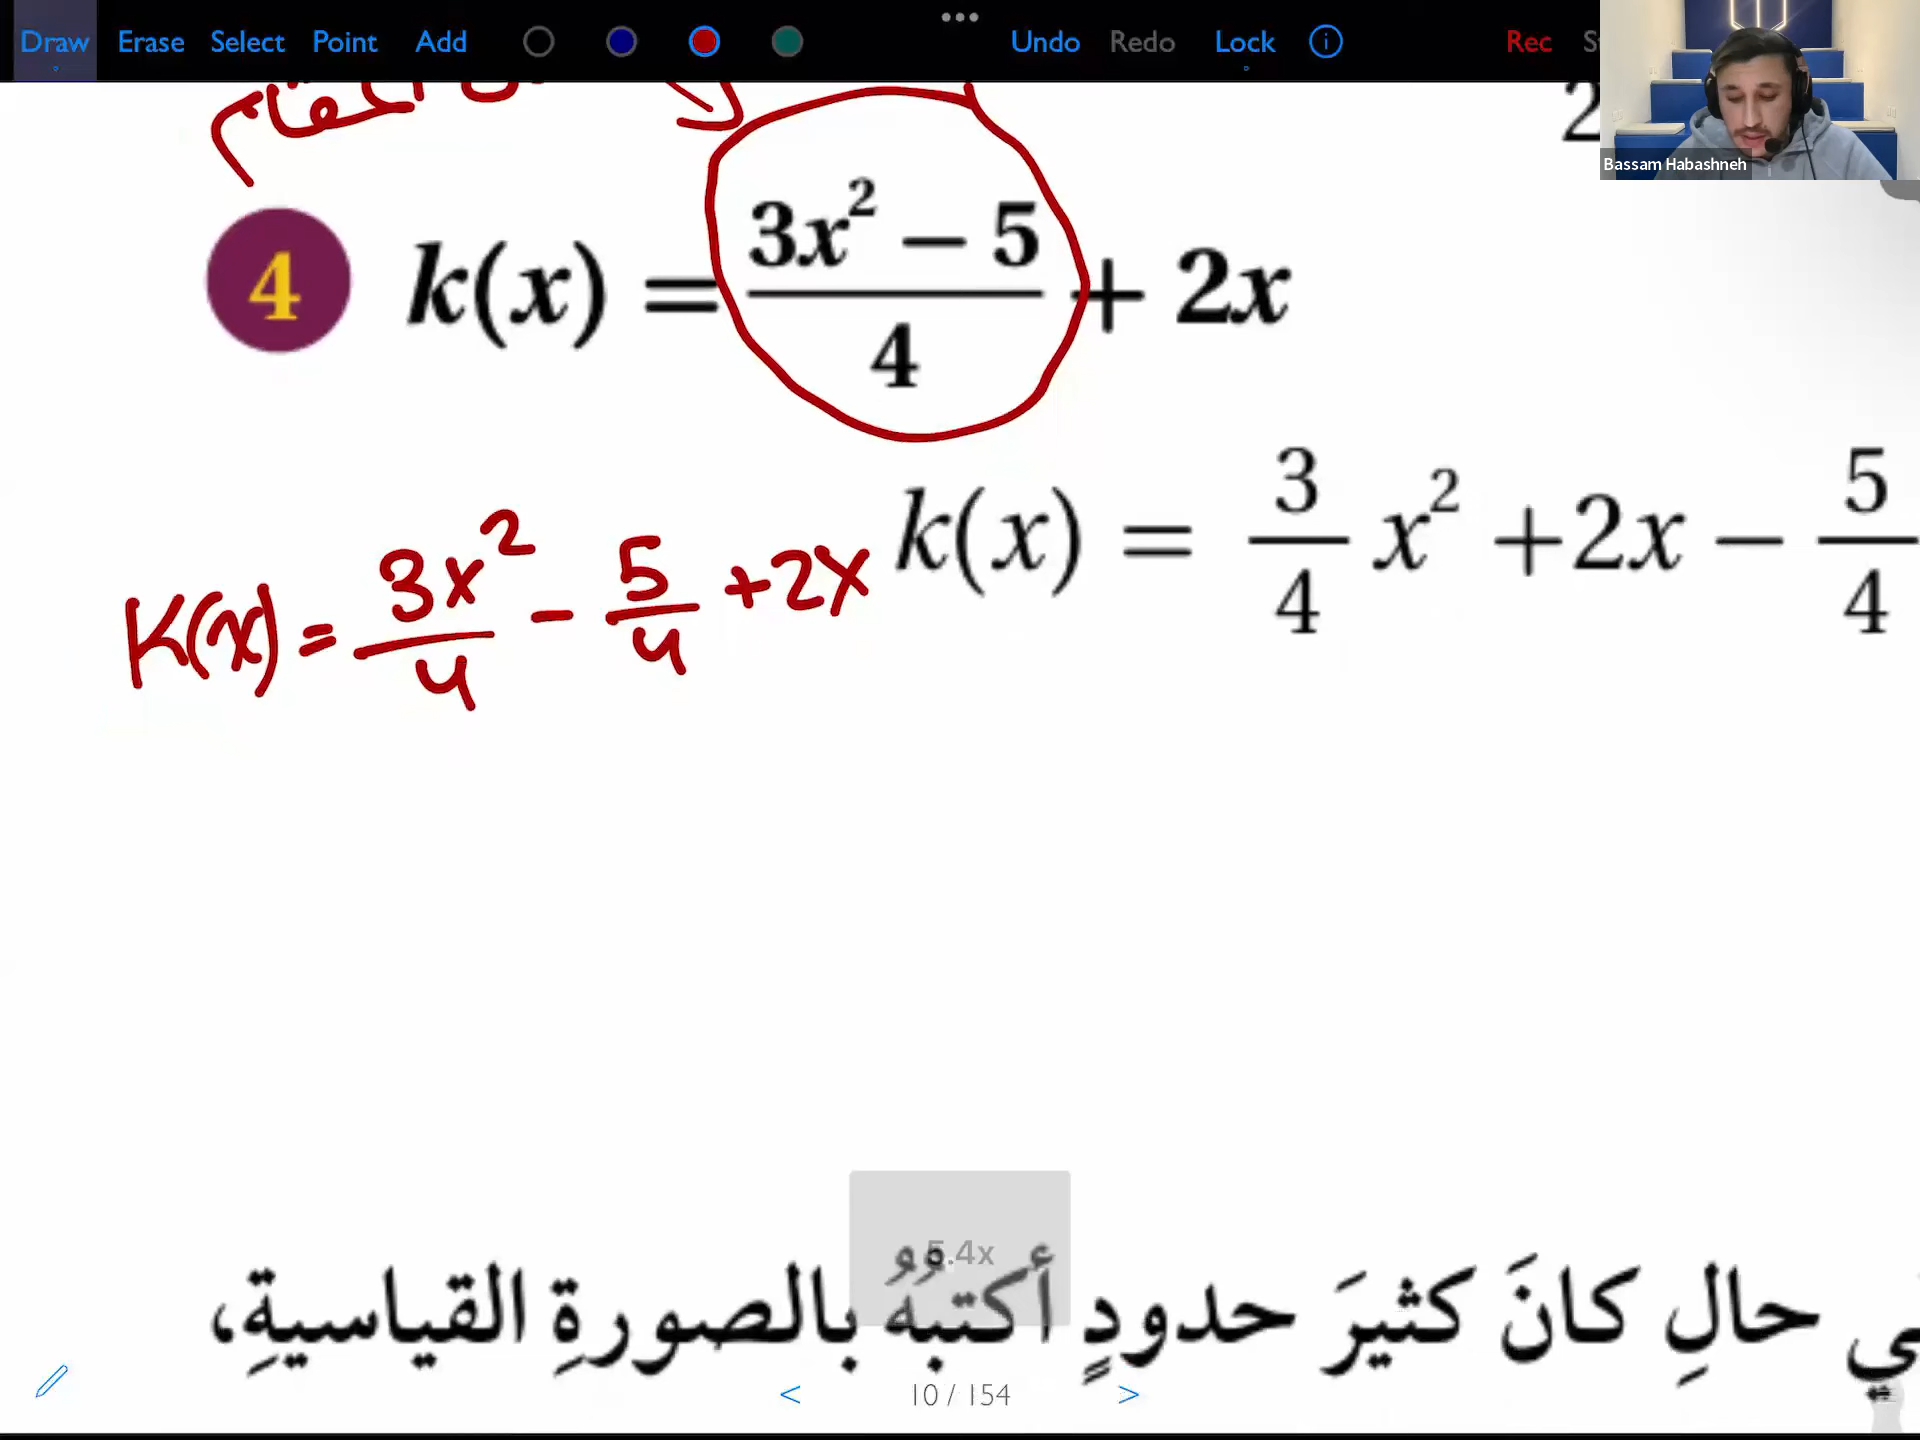 Draw Erase Select Point Add Undo Redo Lock Rec
Bassam Habashneh
4 k(x) = (3x² − 5)/4 + 2x
k(x) = 3/4 x² + 2x − 5/4
K(x) = 3x²/4 − 5/4 + 2x
5.4x
حالِ كانَ كثيرَ حدودٍ أكتبُهُ بالصورةِ القياسيةِ،
< 10 / 154 >